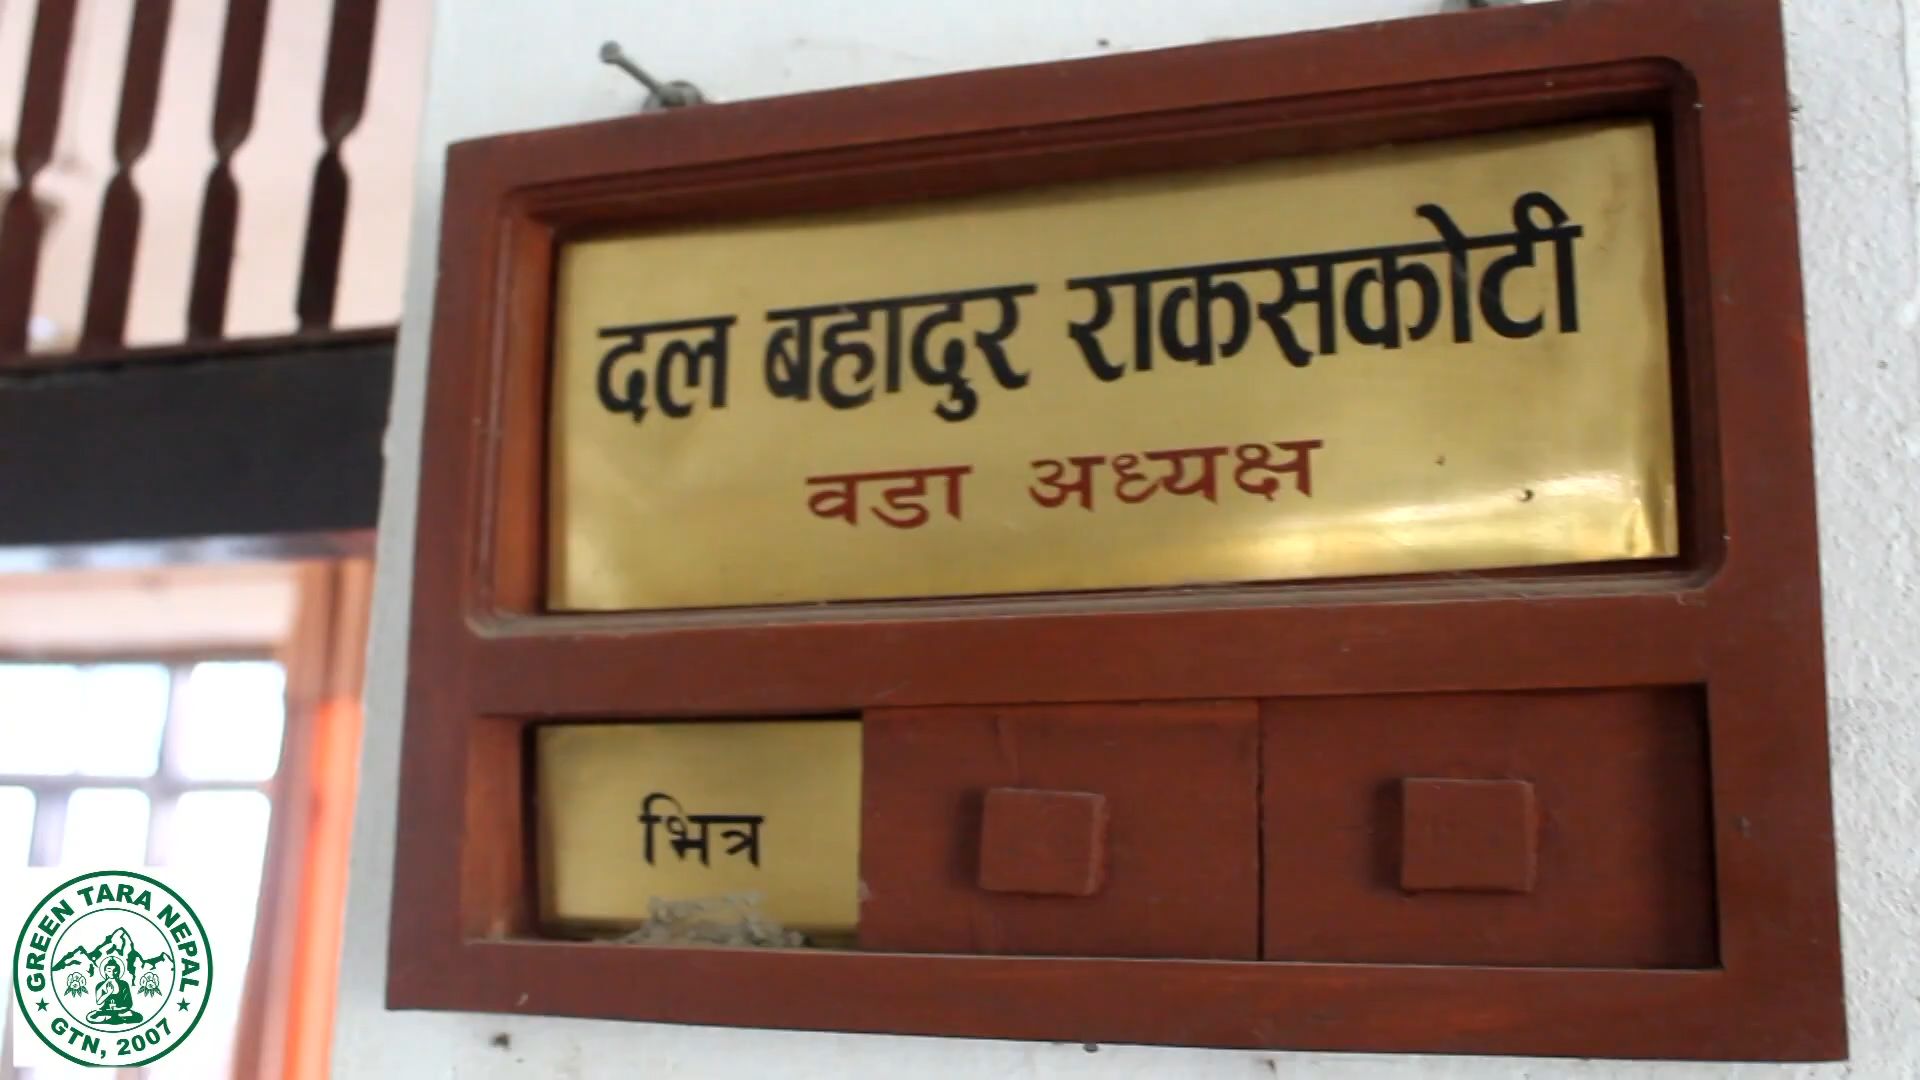 दल बहादुर राकसकोटी
वडा अध्यक्ष
भित्र
GREEN TARA NEPAL
GTN, 2007